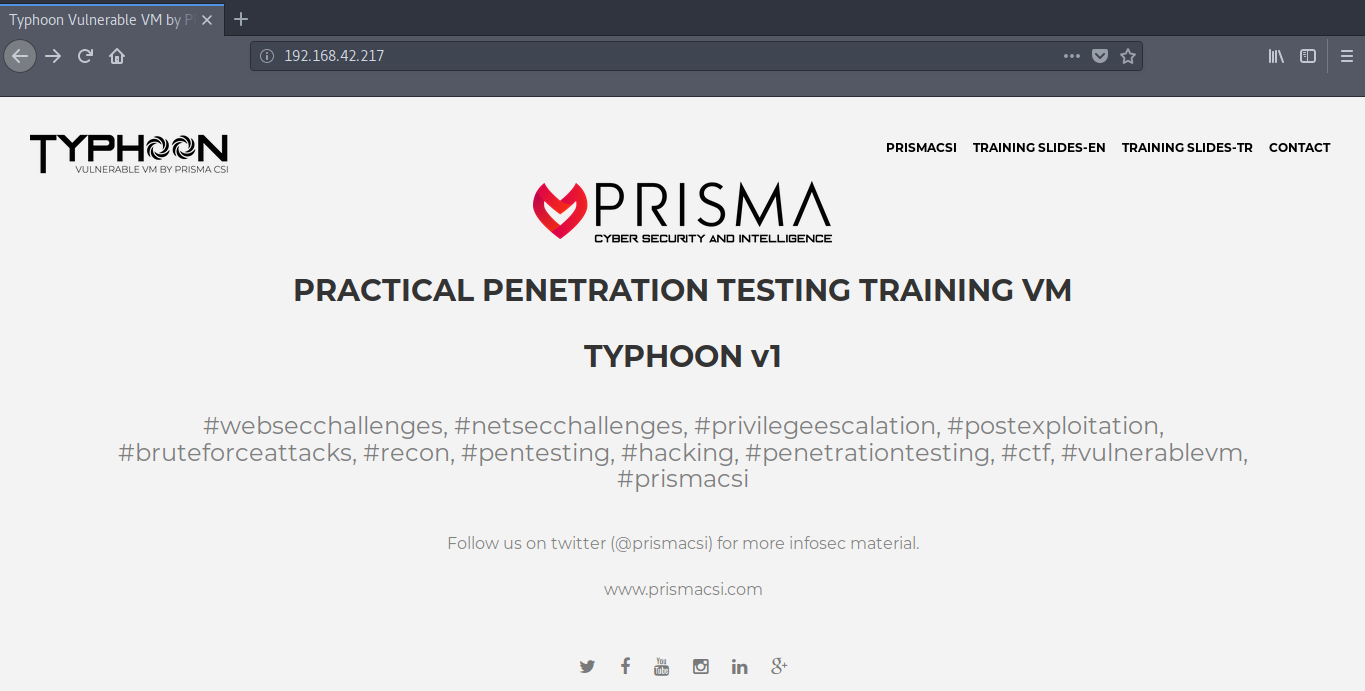 Typhoon Vulnerable VM by P
192.168.42.217
TYPHOON
VULNERABLE VM BY PRISMA CSI
PRISMACSI TRAINING SLIDES-EN TRAINING SLIDES-TR CONTACT
PRISMA
CYBER SECURITY AND INTELLIGENCE
PRACTICAL PENETRATION TESTING TRAINING VM
TYPHOON v1
#websecchallenges, #netsecchallenges, #privilegeescalation, #postexploitation,
#bruteforceattacks, #recon, #pentesting, #hacking, #penetrationtesting, #ctf, #vulnerablevm,
#prismacsi
Follow us on twitter (@prismacsi) for more infosec material.
www.prismacsi.com